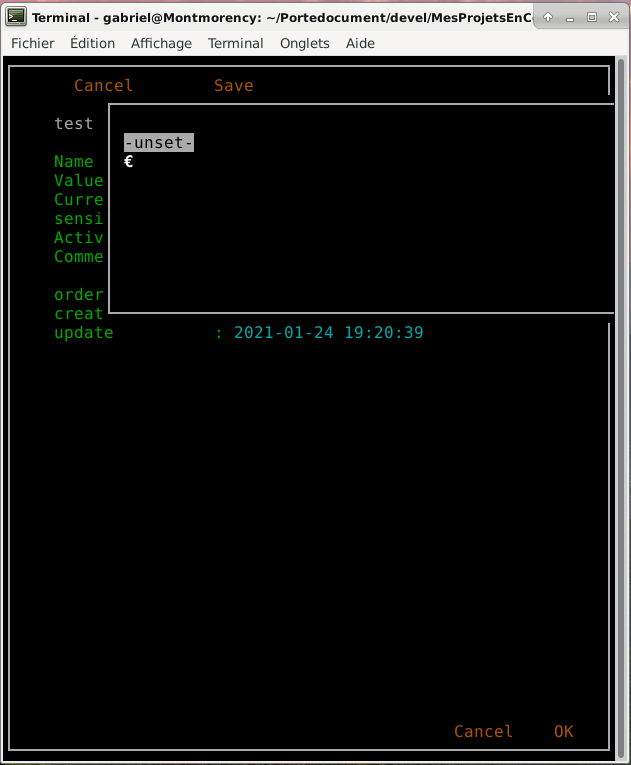 Terminal - gabriel@Montmorency: ~/Portedocument/devel/MesProjetsEnCo
Fichier Édition Affichage Terminal Onglets Aide
Cancel Save
test
-unset-
Name €
Value
Curre
sensi
Activ
Comme
order
creat
update : 2021-01-24 19:20:39
Cancel OK